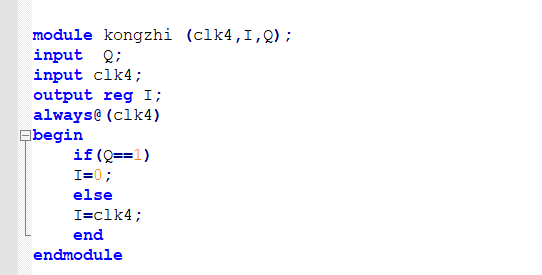 module kongzhi (clk4,I,Q);
input  Q;
input clk4;
output reg I;
always@(clk4)
begin
    if(Q==1)
    I=0;
    else
    I=clk4;
    end
endmodule